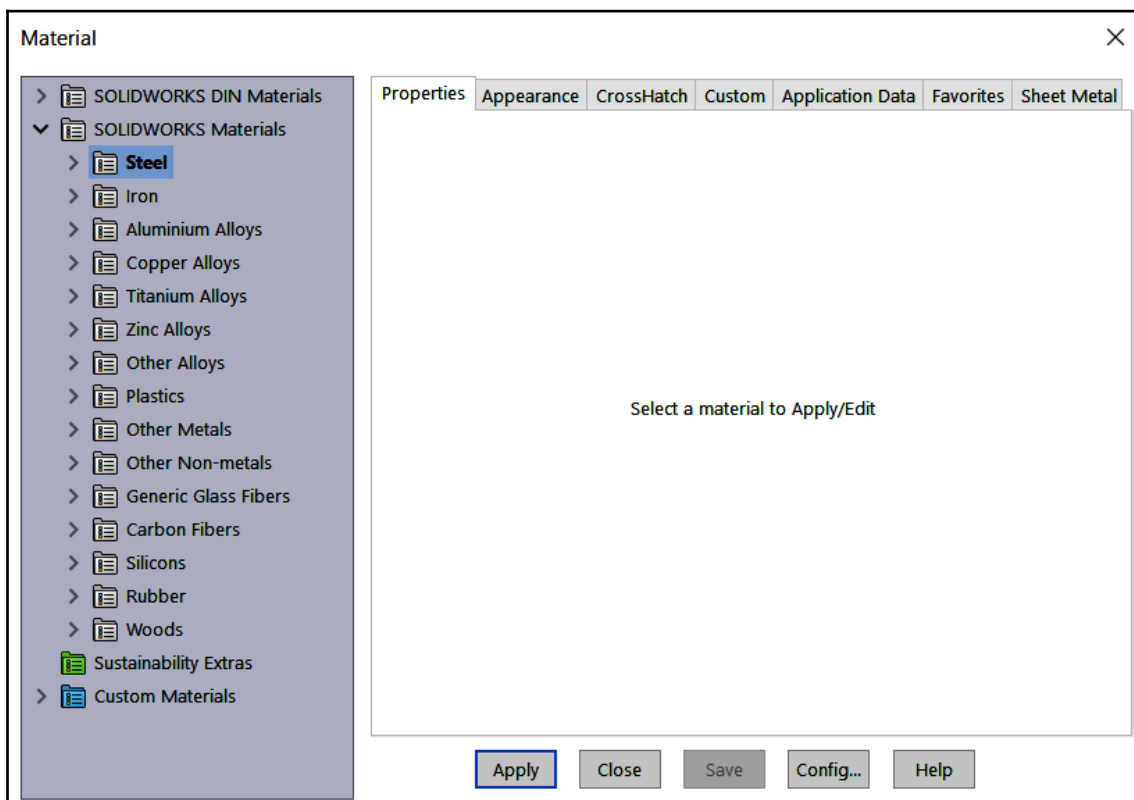 Material
SOLIDWORKS DIN Materials
SOLIDWORKS Materials
Steel
Iron
Aluminium Alloys
Copper Alloys
Titanium Alloys
Zinc Alloys
Other Alloys
Plastics
Other Metals
Other Non-metals
Generic Glass Fibers
Carbon Fibers
Silicons
Rubber
Woods
Sustainability Extras
Custom Materials
Properties Appearance CrossHatch Custom Application Data Favorites Sheet Metal
Select a material to Apply/Edit
Apply Close Save Config... Help